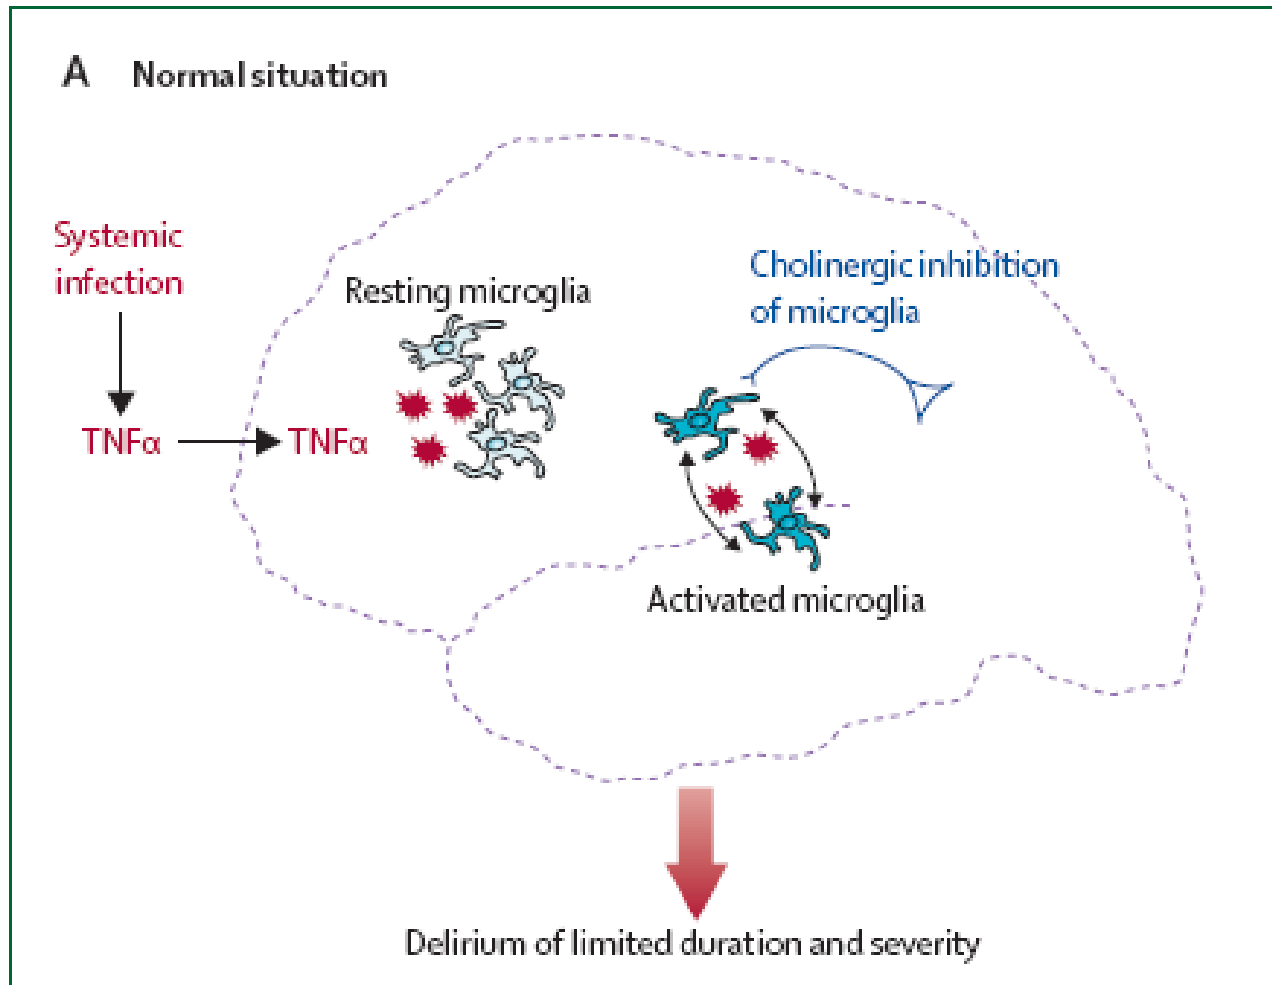 A Normal situation
Systemic
infection
TNFα
TNFα
Resting microglia
Cholinergic inhibition
of microglia
Activated microglia
Delirium of limited duration and severity